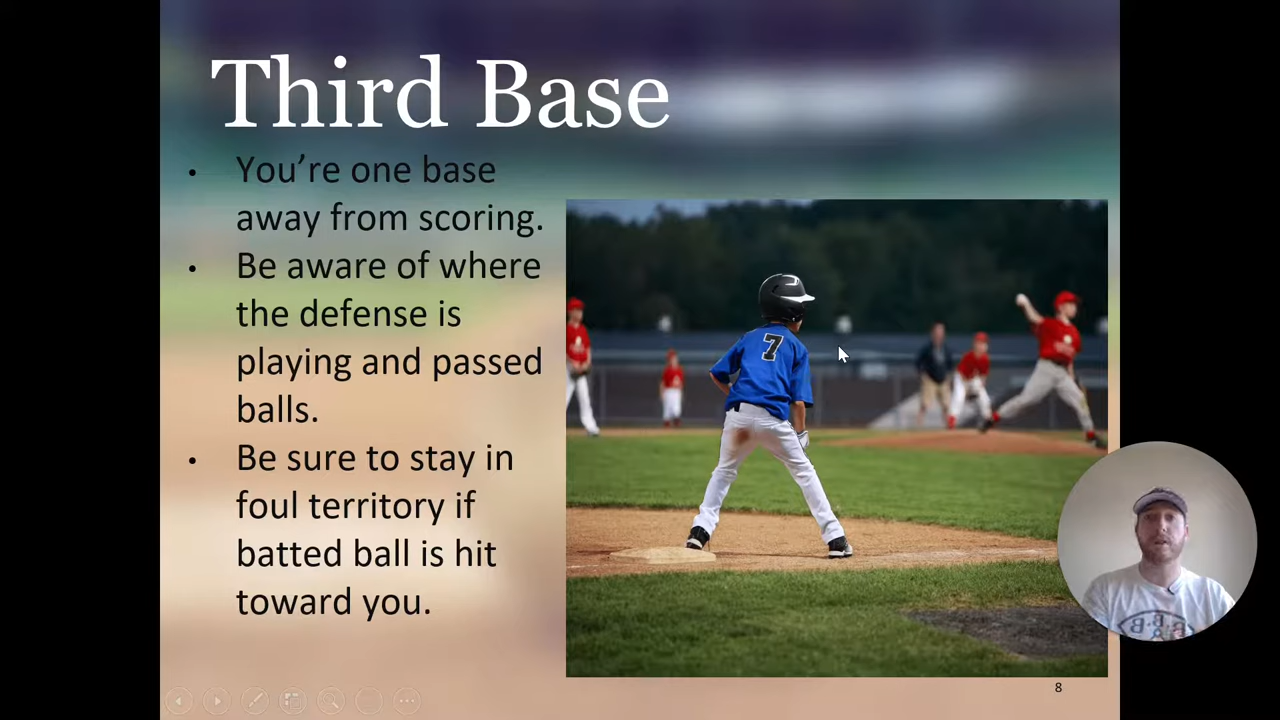 Third Base
• You’re one base
away from scoring.
• Be aware of where
the defense is
playing and passed
balls.
• Be sure to stay in
foul territory if
batted ball is hit
toward you.
7
B·B·B
&
8